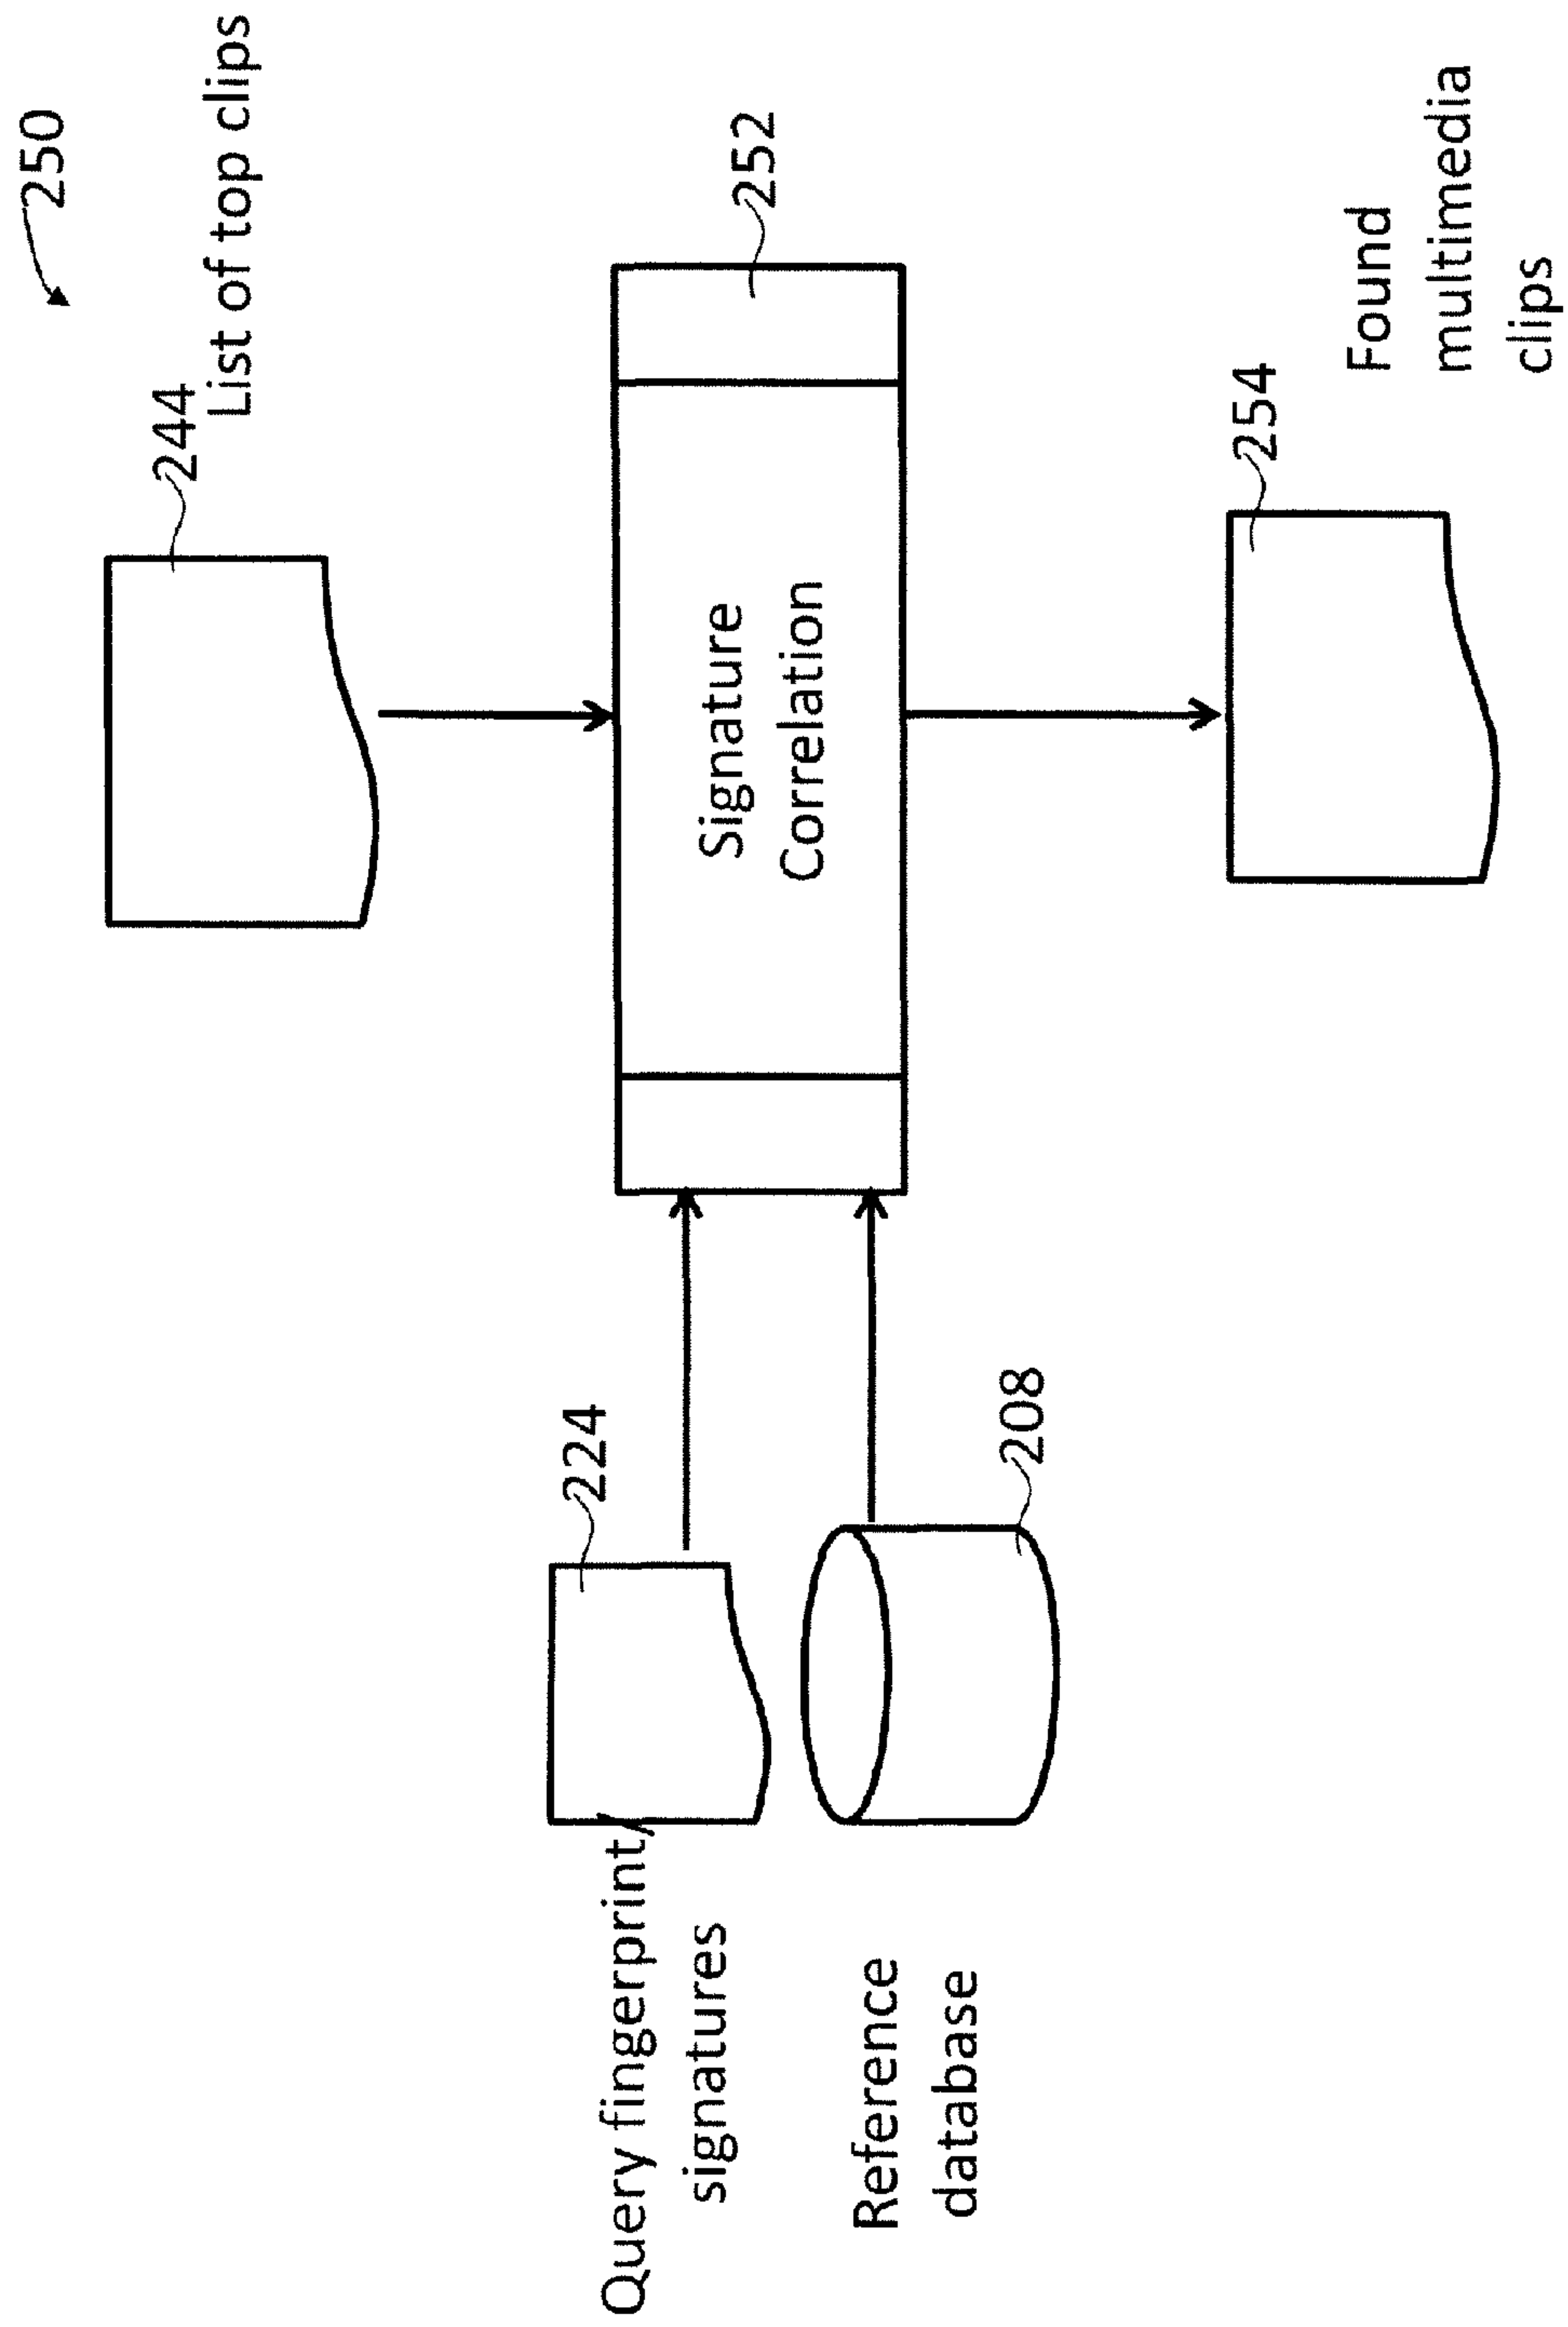 250
244
List of top clips
224
Query fingerprint/
signatures
Signature
Correlation
252
208
Reference
database
254
Found
multimedia
clips